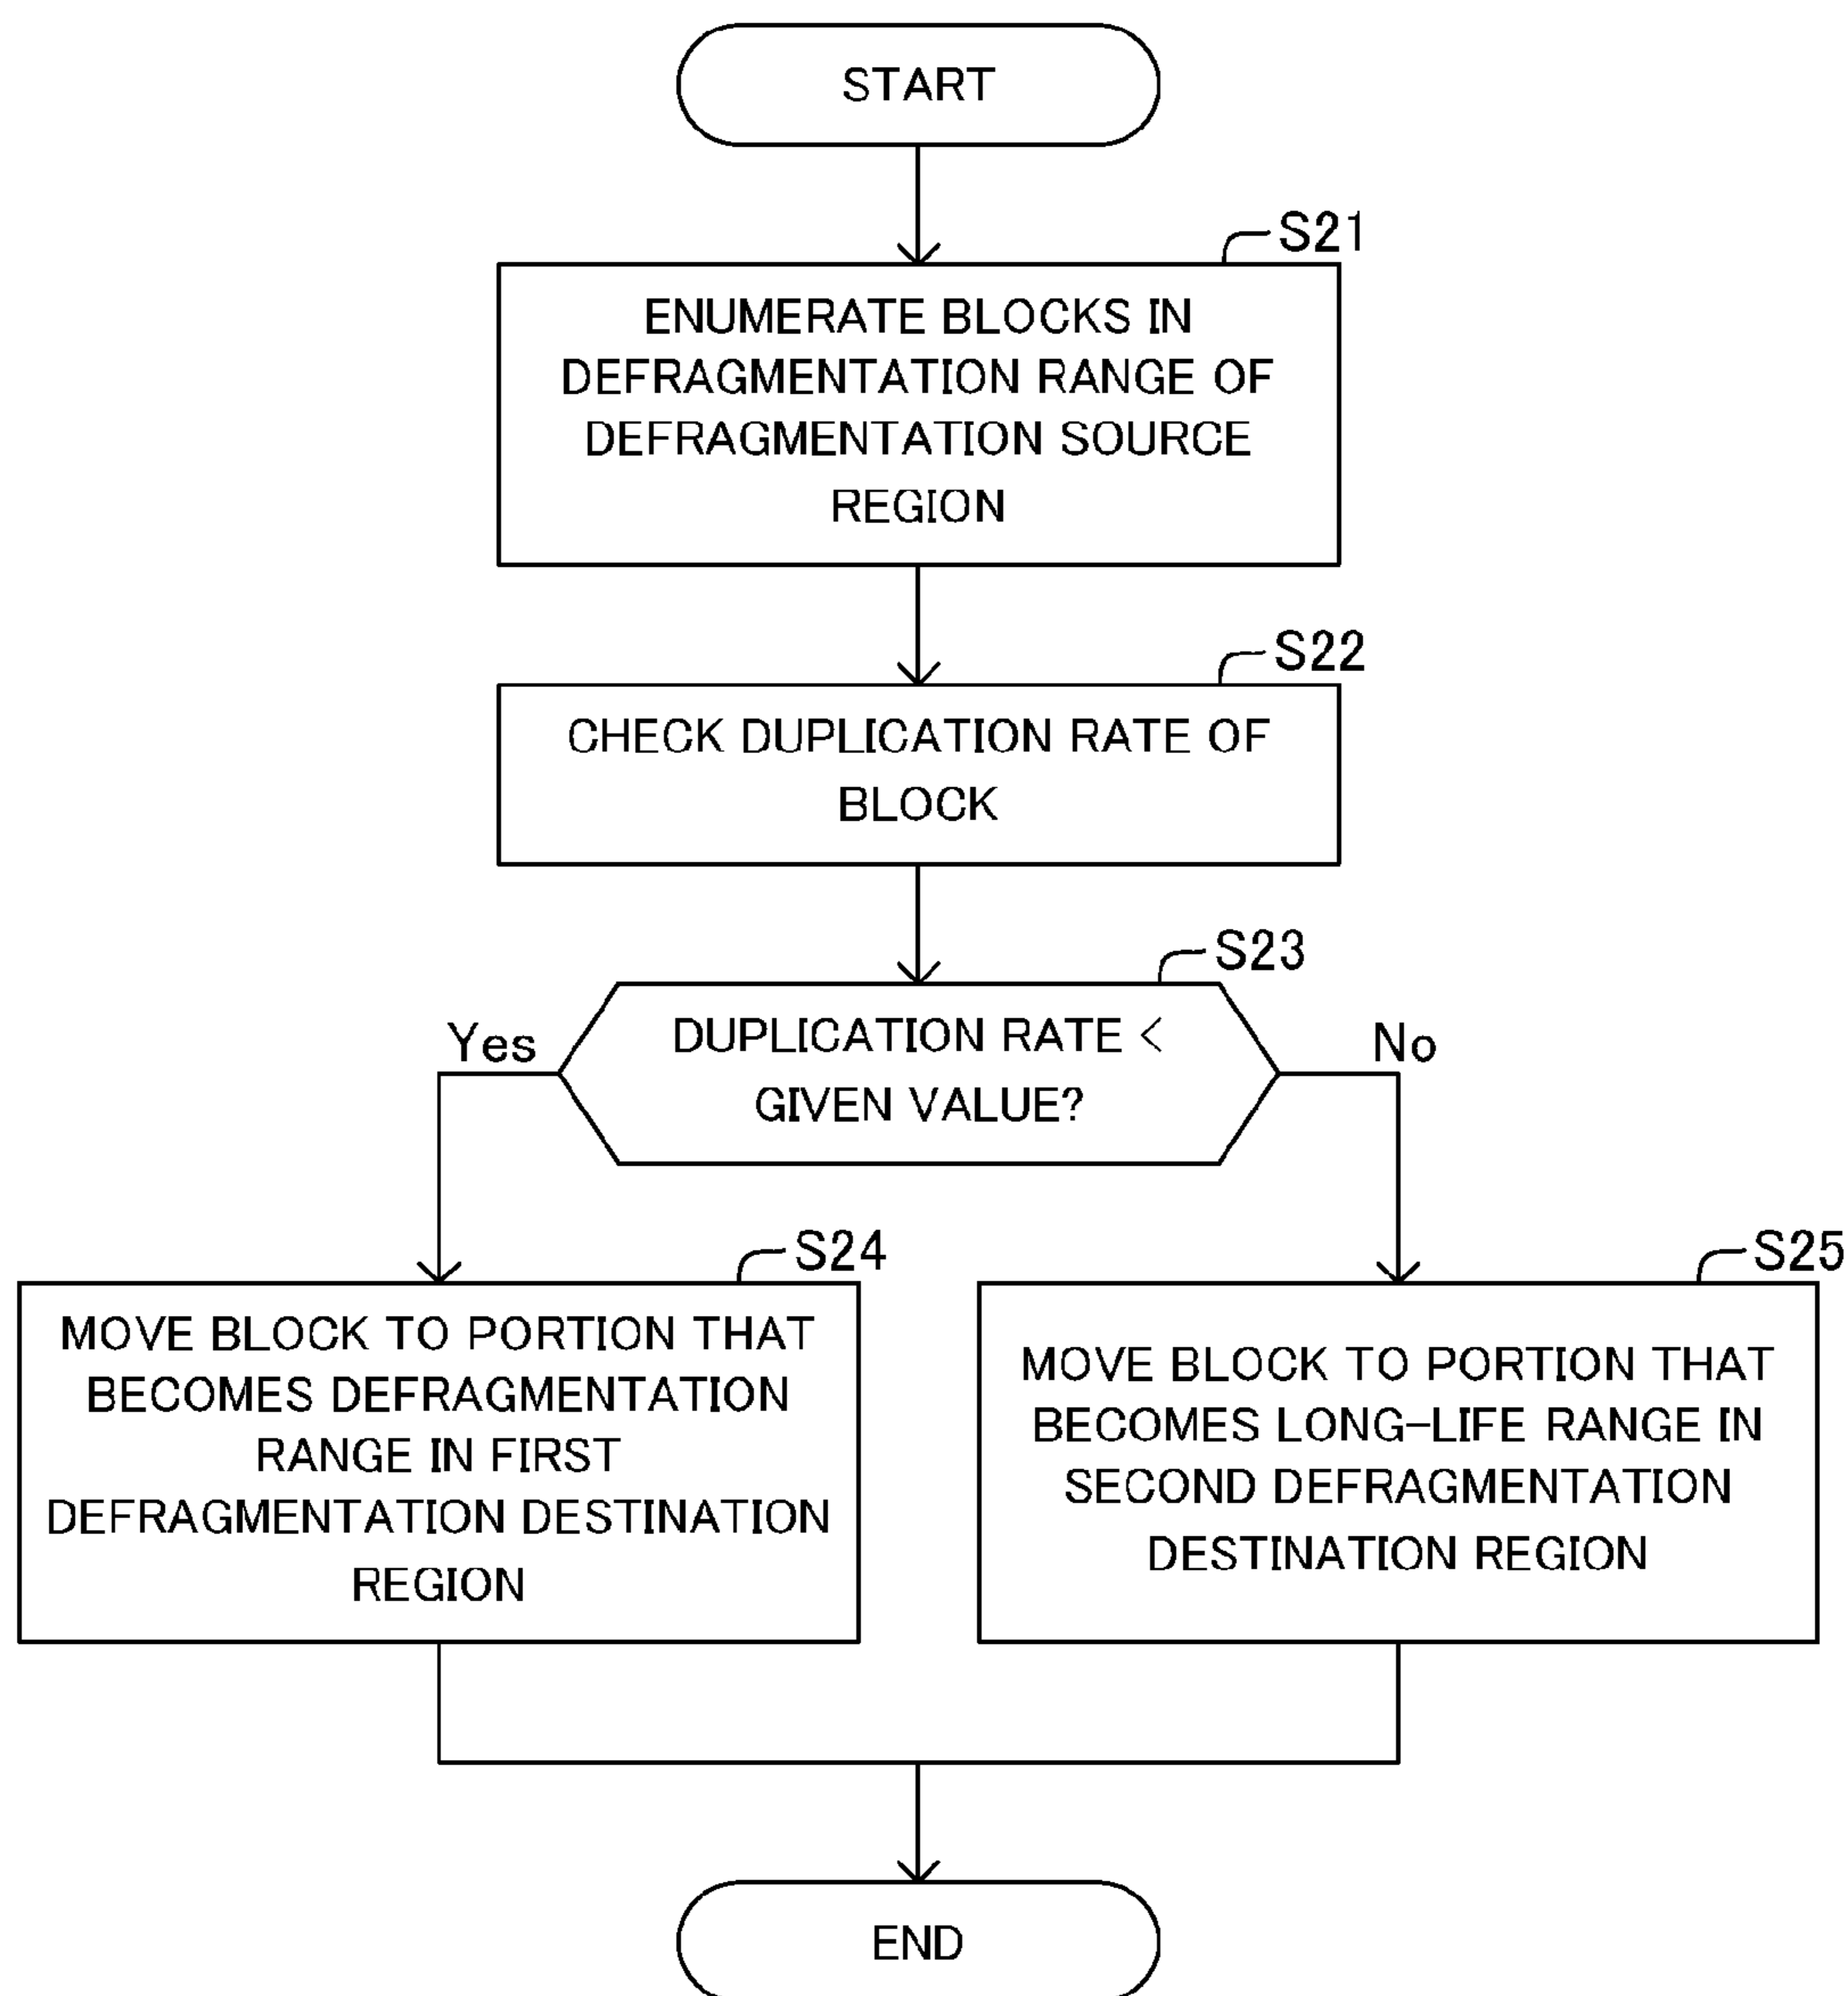 START
S21
ENUMERATE BLOCKS IN
DEFRAGMENTATION RANGE OF
DEFRAGMENTATION SOURCE
REGION
S22
CHECK DUPLICATION RATE OF
BLOCK
S23
DUPLICATION RATE <
GIVEN VALUE?
Yes
No
S24
MOVE BLOCK TO PORTION THAT
BECOMES DEFRAGMENTATION
RANGE IN FIRST
DEFRAGMENTATION DESTINATION
REGION
S25
MOVE BLOCK TO PORTION THAT
BECOMES LONG-LIFE RANGE IN
SECOND DEFRAGMENTATION
DESTINATION REGION
END